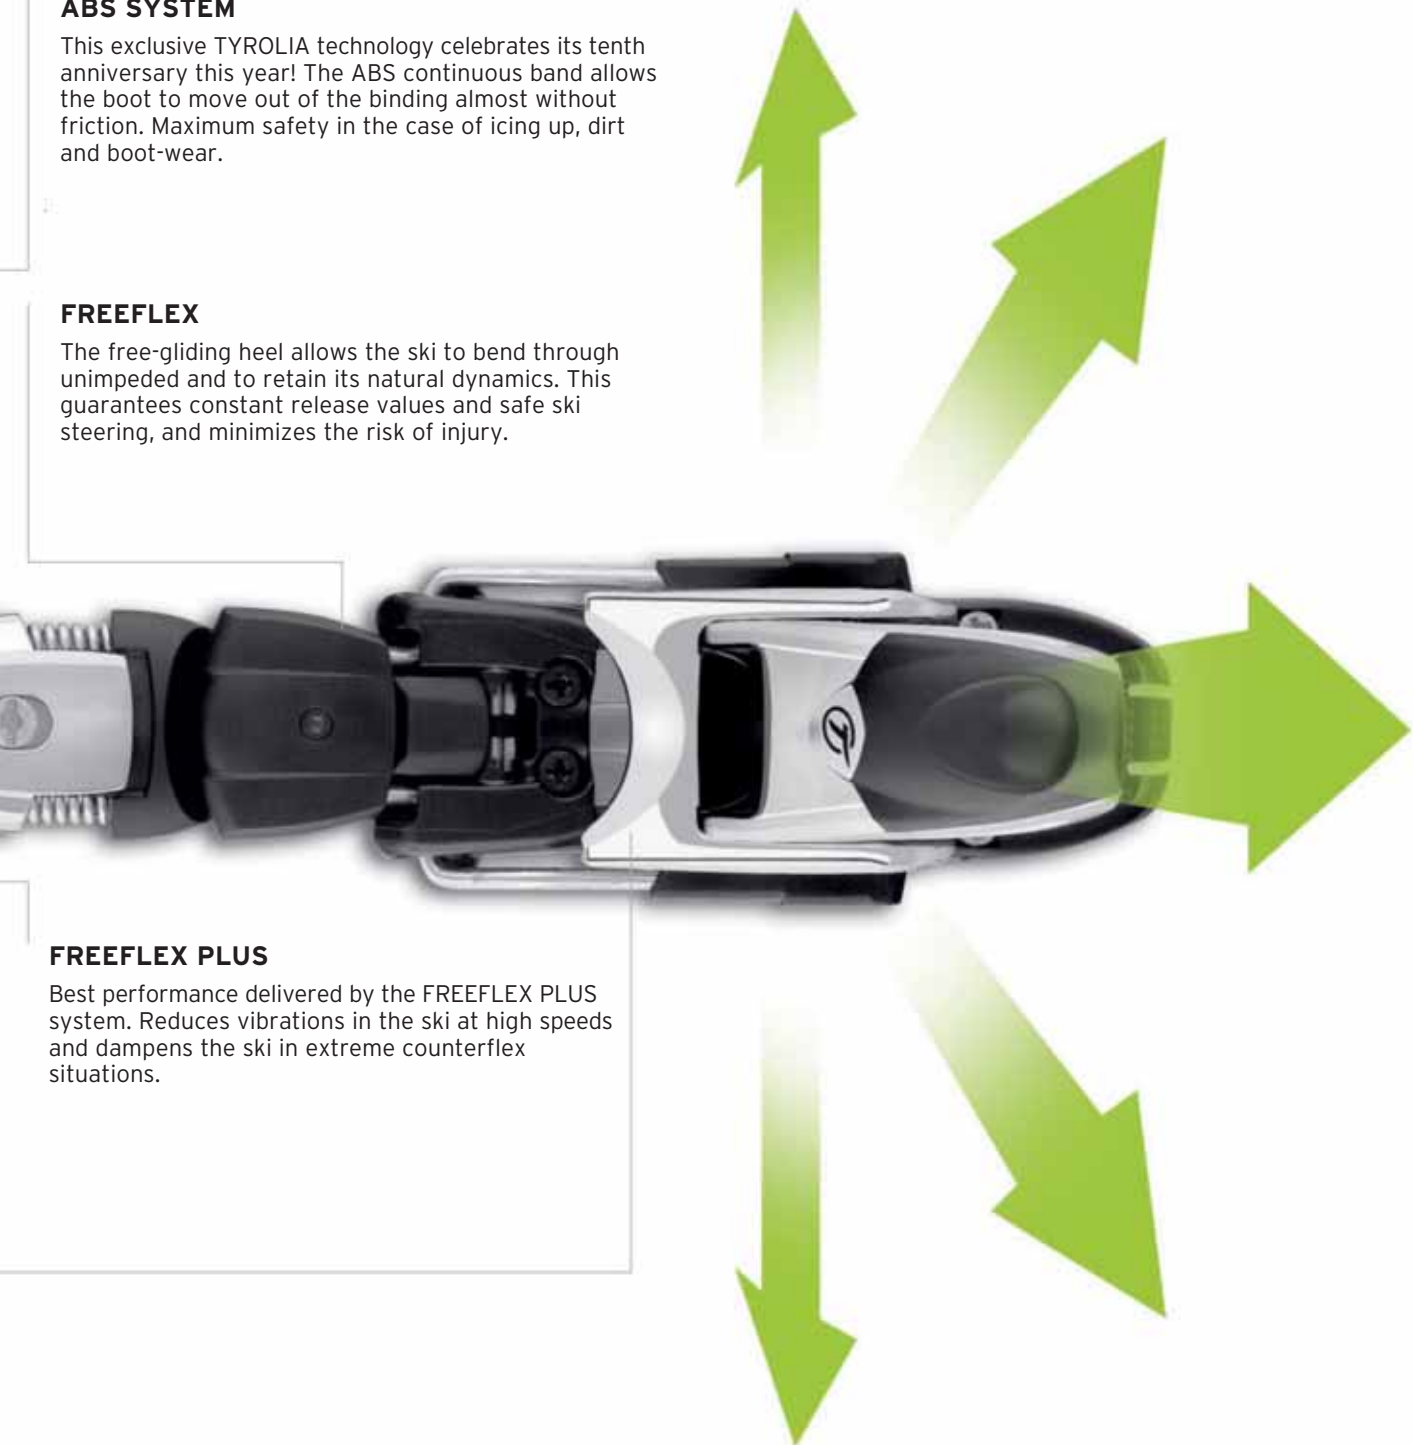 ABS SYSTEM
This exclusive TYROLIA technology celebrates its tenth
anniversary this year! The ABS continuous band allows
the boot to move out of the binding almost without
friction. Maximum safety in the case of icing up, dirt
and boot-wear.
FREEFLEX
The free-gliding heel allows the ski to bend through
unimpeded and to retain its natural dynamics. This
guarantees constant release values and safe ski
steering, and minimizes the risk of injury.
FREEFLEX PLUS
Best performance delivered by the FREEFLEX PLUS
system. Reduces vibrations in the ski at high speeds
and dampens the ski in extreme counterflex
situations.